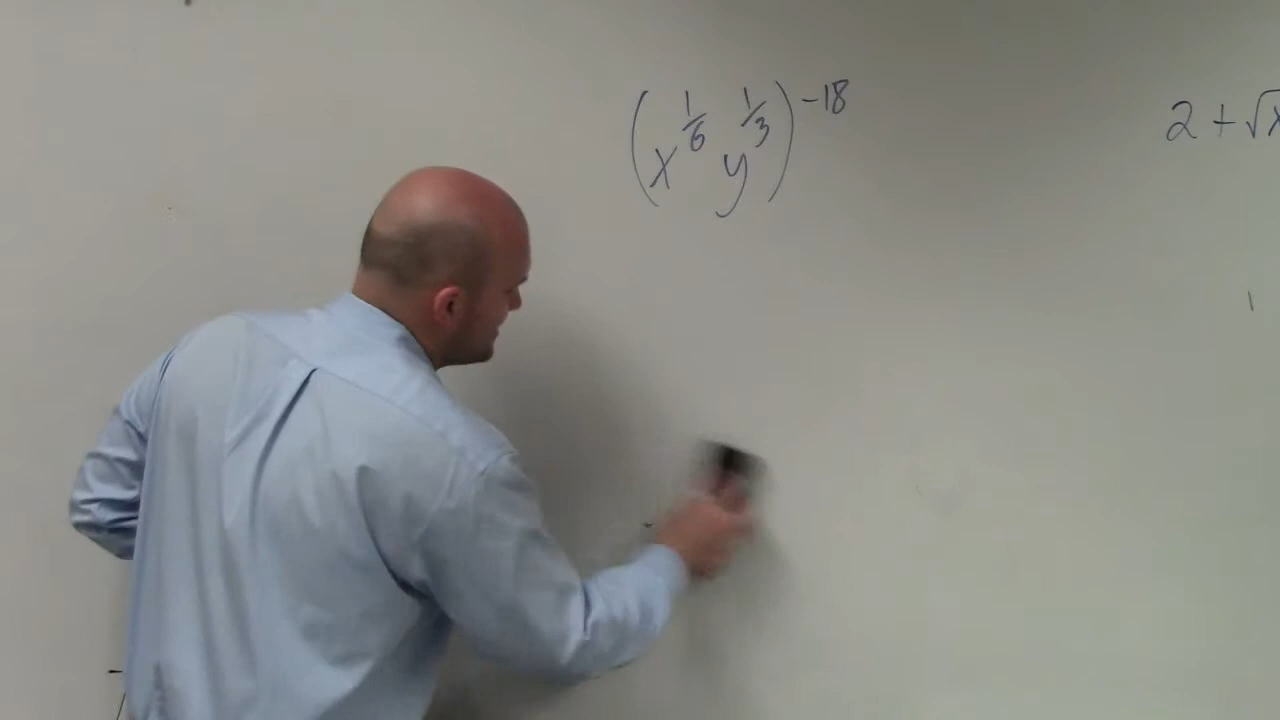 (x^{1/6} y^{1/3})^{-18}
2 + √x